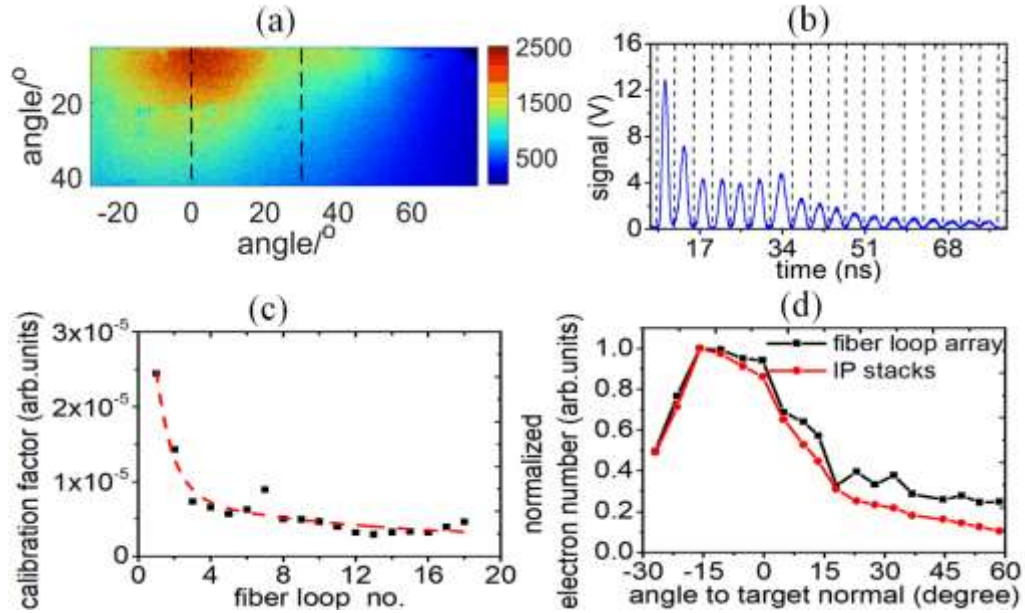 (a)
2500
1500
500
angle/°
20
40
-20 0 20 40 60
angle/°
(b)
signal (V)
16
12
8
4
0
17 34 51 68
time (ns)
(c)
calibration factor (arb.units)
3x10-5
2x10-5
1x10-5
0
0 4 8 12 16 20
fiber loop no.
(d)
normalized
electron number (arb.units)
1.0
0.8
0.6
0.4
0.2
0.0
fiber loop array
IP stacks
-30 -15 0 15 30 45 60
angle to target normal (degree)